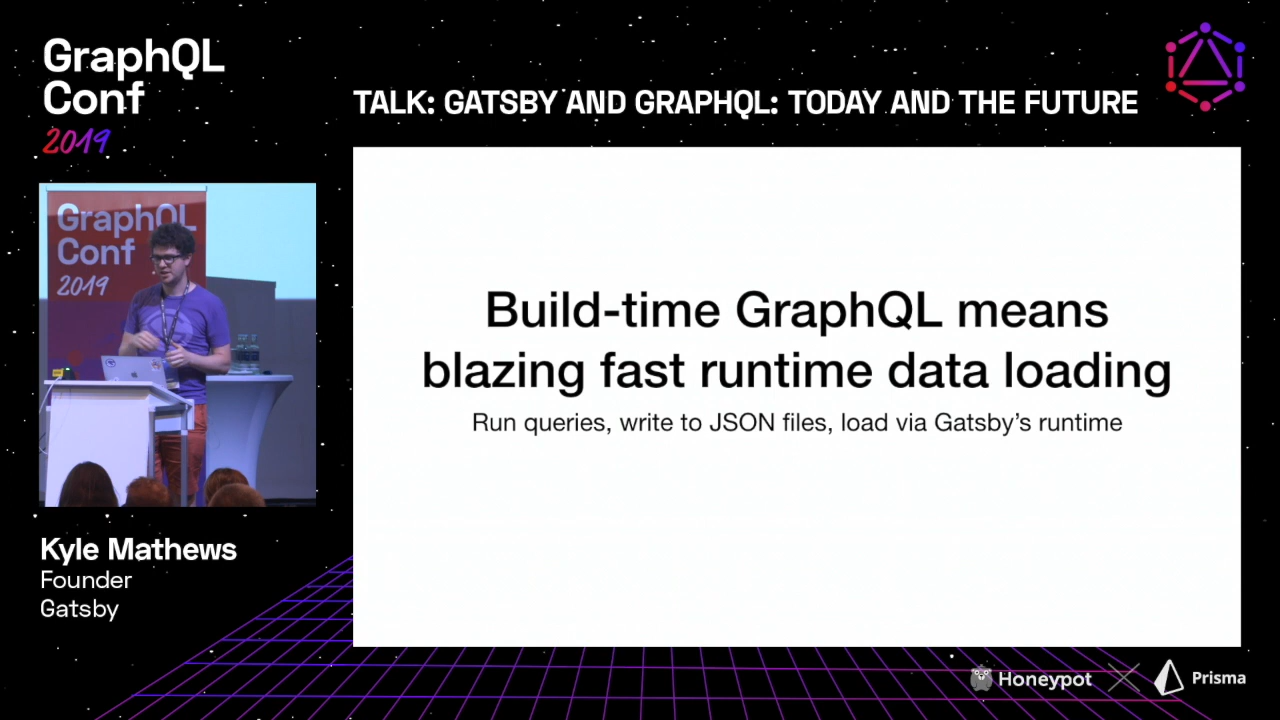 GraphQL
Conf
2019
TALK: GATSBY AND GRAPHQL: TODAY AND THE FUTURE
GraphQL
Conf
2019
Kyle Mathews
Founder
Gatsby
Build-time GraphQL means
blazing fast runtime data loading
Run queries, write to JSON files, load via Gatsby’s runtime
Honeypot
Prisma